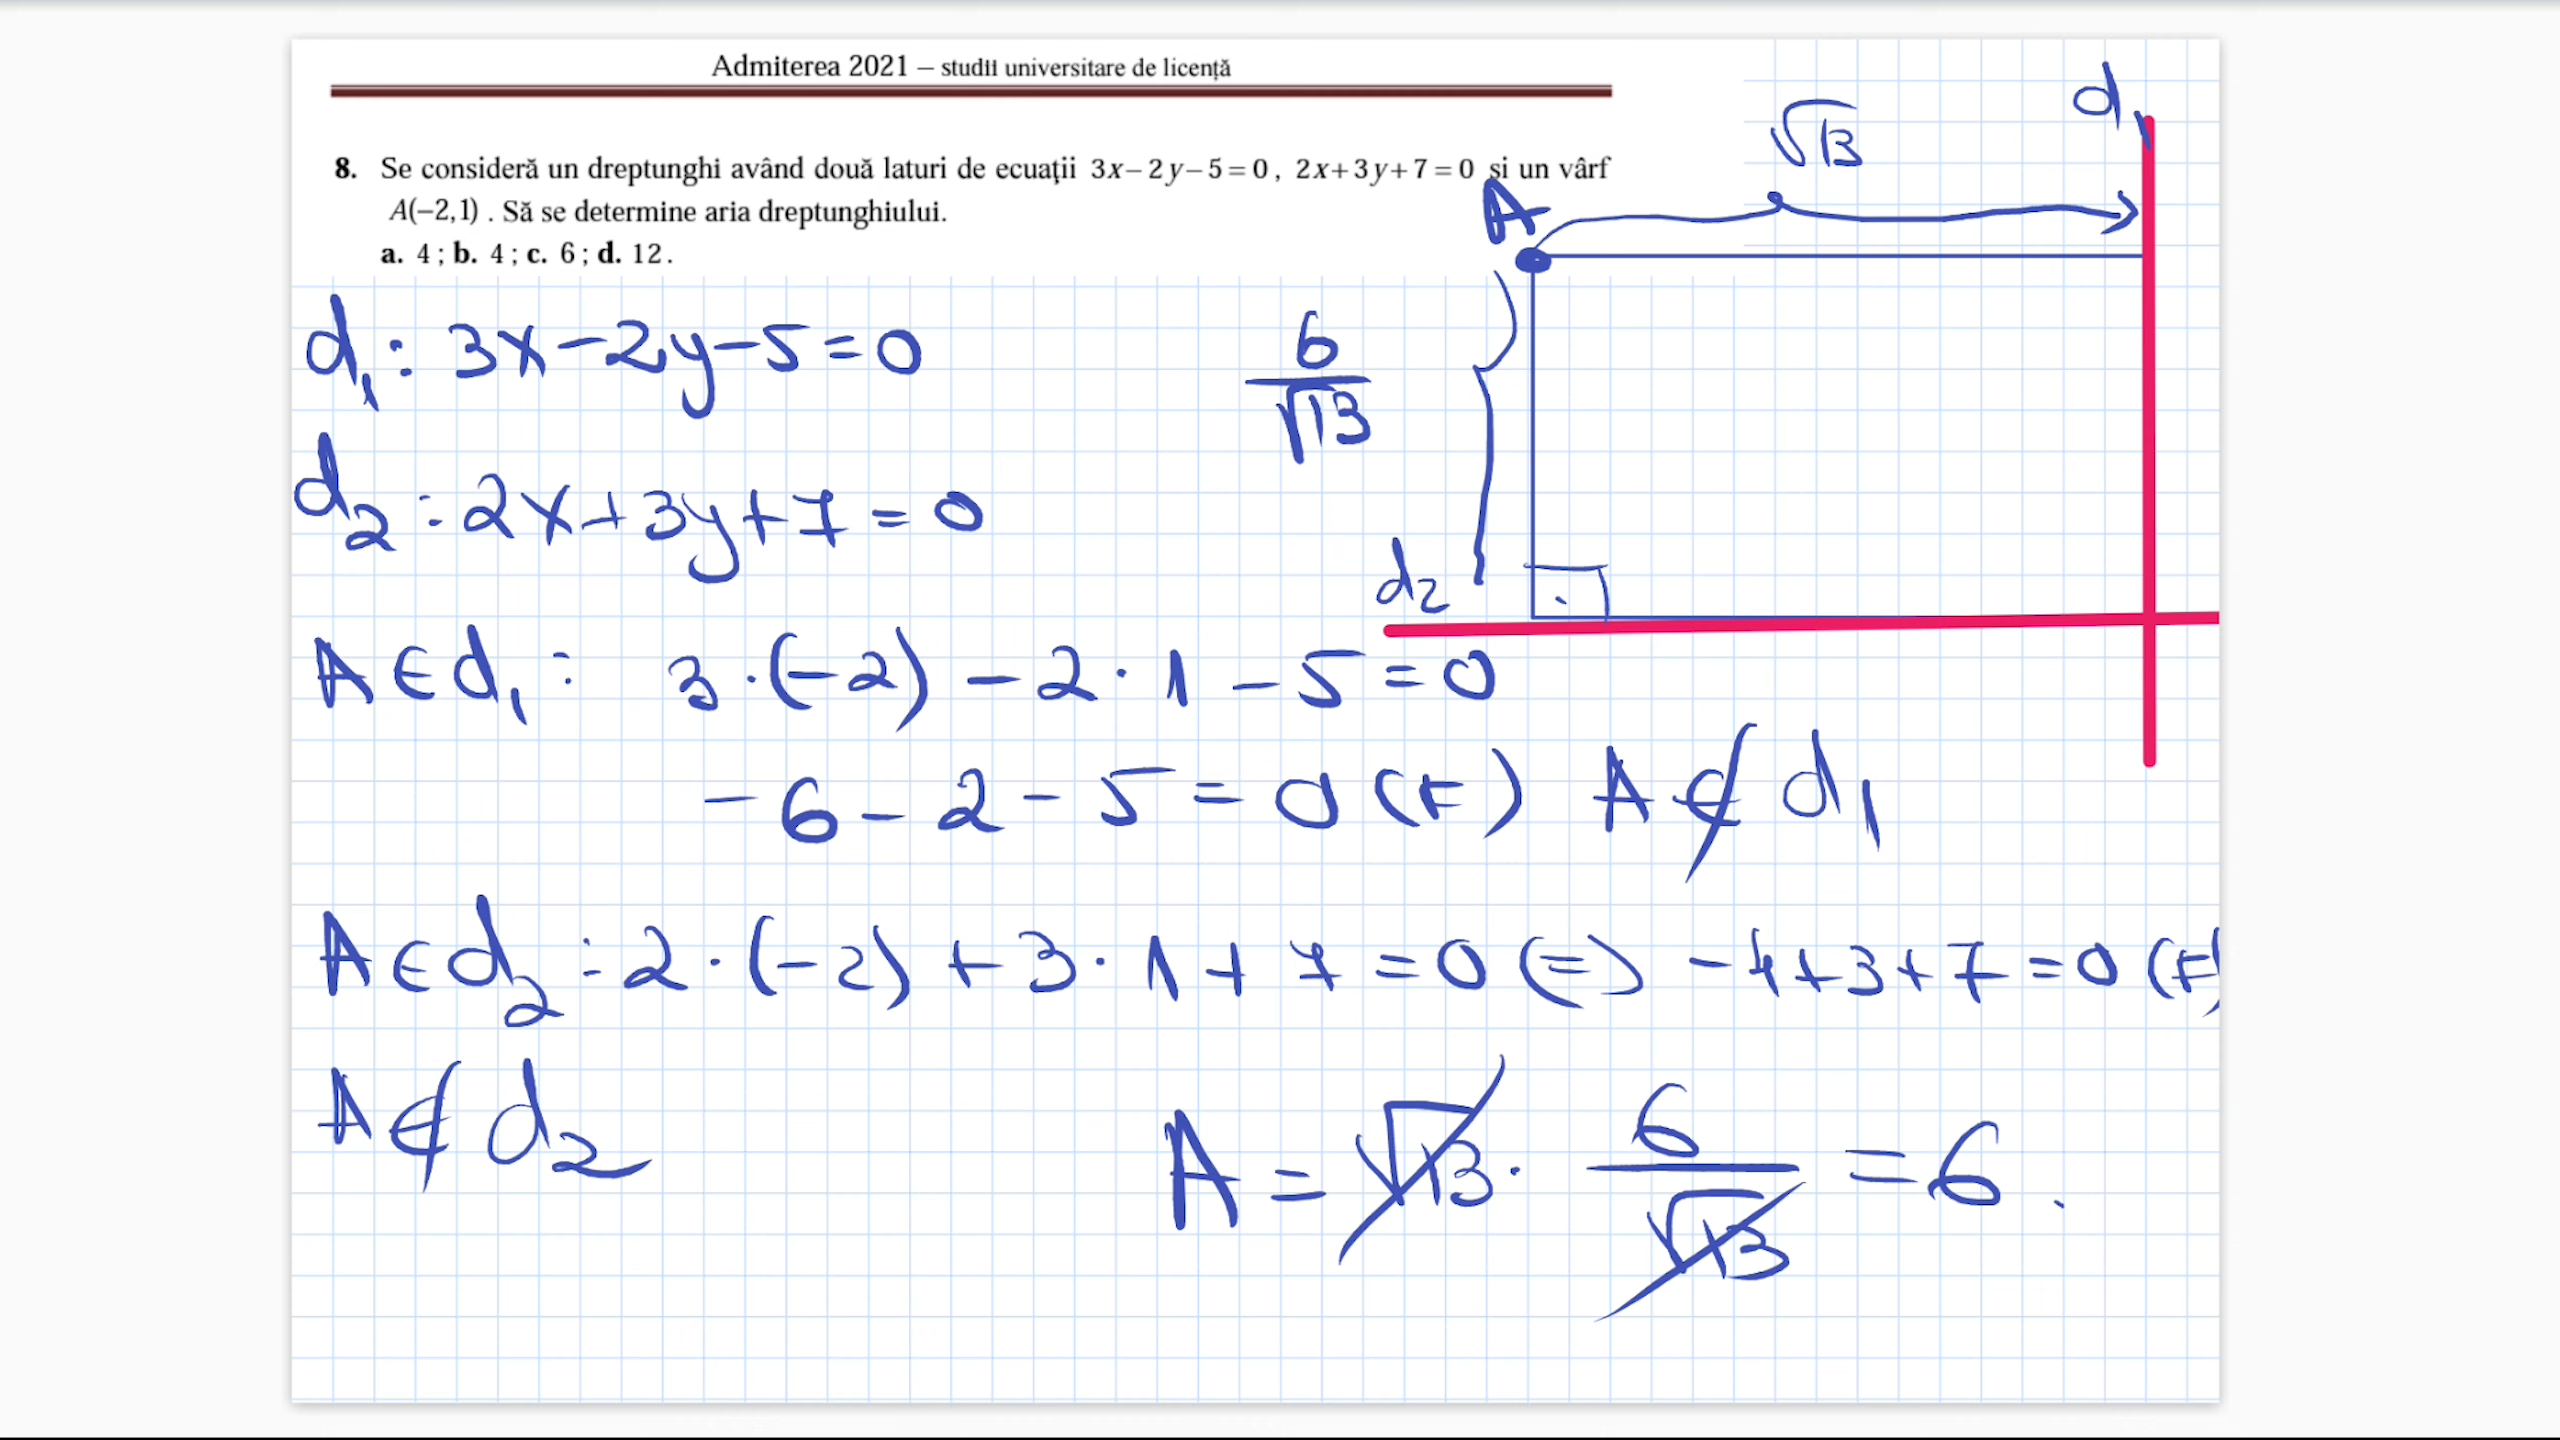 Admiterea 2021 – studii universitare de licență
8. Se consideră un dreptunghi având două laturi de ecuații 3x−2y−5=0, 2x+3y+7=0 și un vârf
A(−2,1). Să se determine aria dreptunghiului.
a. 4; b. 4; c. 6; d. 12.
d₁
√13
A
d₁: 3x−2y−5=0
6/√13
d₂: 2x+3y+7=0
d₂
A∈d₁: 3·(−2)−2·1−5=0
−6−2−5=0 (F) A∉d₁
A∈d₂: 2·(−2)+3·1+7=0 (=) −4+3+7=0 (F)
A∉d₂
A=√13·6/√13=6.